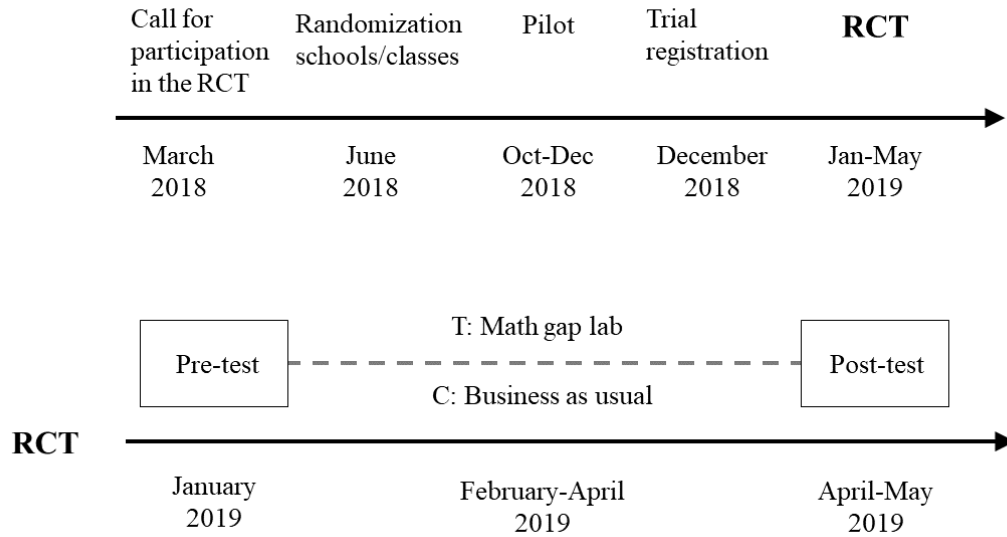 Call for
participation
in the RCT
Randomization
schools/classes
Pilot
Trial
registration
RCT
March
2018
June
2018
Oct-Dec
2018
December
2018
Jan-May
2019
Pre-test
T: Math gap lab
C: Business as usual
Post-test
RCT
January
2019
February-April
2019
April-May
2019